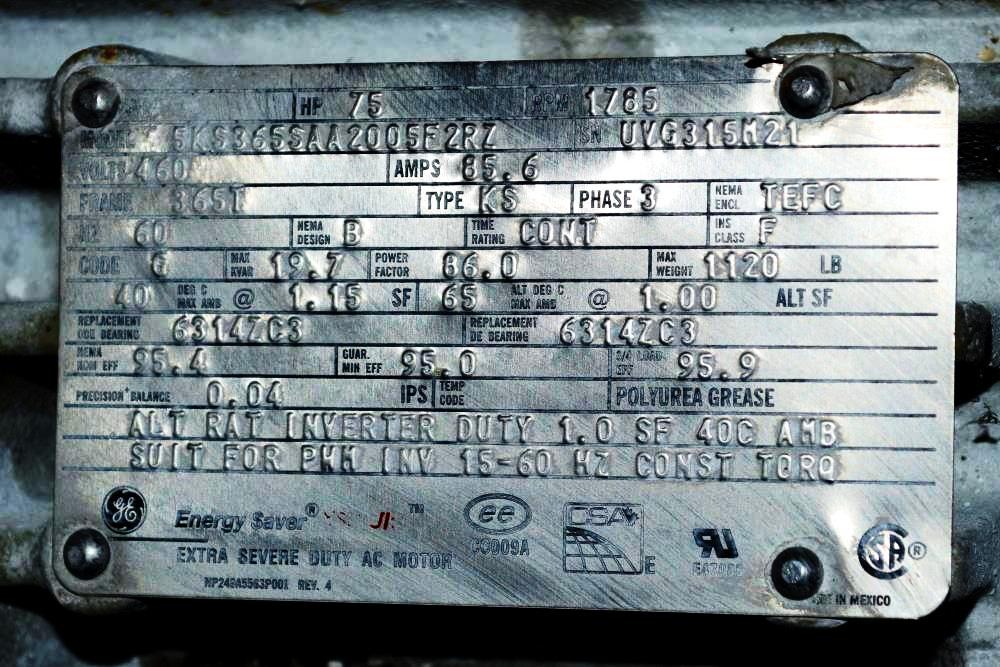 HP 75 RPM 1785
MODEL 5KS365SAA2005F2RZ SN UVG315M21
VOLTS 460 AMPS 85.6
FRAME 365T TYPE KS PHASE 3 NEMA ENCL TEFC
HZ 60 NEMA DESIGN B TIME RATING CONT INS CLASS F
CODE G MAX KVAR 19.7 POWER FACTOR 86.0 MAX WEIGHT 1120 LB
40 DEG C MAX AMB @ 1.15 SF 65 ALT DEG C MAX AMB @ 1.00 ALT SF
REPLACEMENT ODE BEARING 6314ZC3 REPLACEMENT DE BEARING 6314ZC3
NEMA NOM EFF 95.4 GUAR. MIN EFF 95.0 3/4 LOAD EFF 95.9
PRECISION BALANCE 0.04 IPS TEMP CODE POLYUREA GREASE
ALT RAT INVERTER DUTY 1.0 SF 40C AMB
SUIT FOR PWM INV 15-60 HZ CONST TORQ
GE Energy Saver® ™ ee CSA
EXTRA SEVERE DUTY AC MOTOR CC009A E UR SA®
NP249A5563P001 REV. 4 IN MEXICO